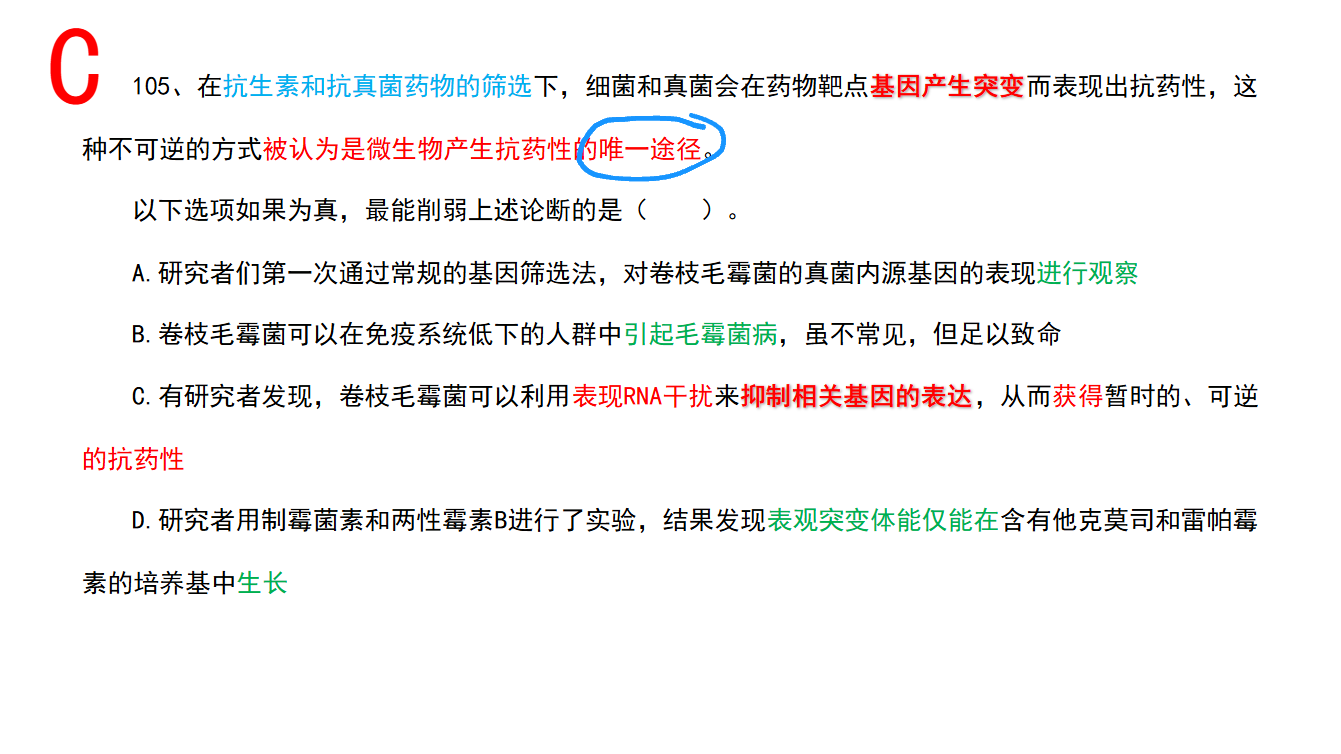 C
105、在抗生素和抗真菌药物的筛选下，细菌和真菌会在药物靶点基因产生突变而表现出抗药性，这
种不可逆的方式被认为是微生物产生抗药性的唯一途径。
以下选项如果为真，最能削弱上述论断的是（　　）。
A.研究者们第一次通过常规的基因筛选法，对卷枝毛霉菌的真菌内源基因的表现进行观察
B.卷枝毛霉菌可以在免疫系统低下的人群中引起毛霉菌病，虽不常见，但足以致命
C.有研究者发现，卷枝毛霉菌可以利用表现RNA干扰来抑制相关基因的表达，从而获得暂时的、可逆
的抗药性
D.研究者用制霉菌素和两性霉素B进行了实验，结果发现表观突变体能仅能在含有他克莫司和雷帕霉
素的培养基中生长